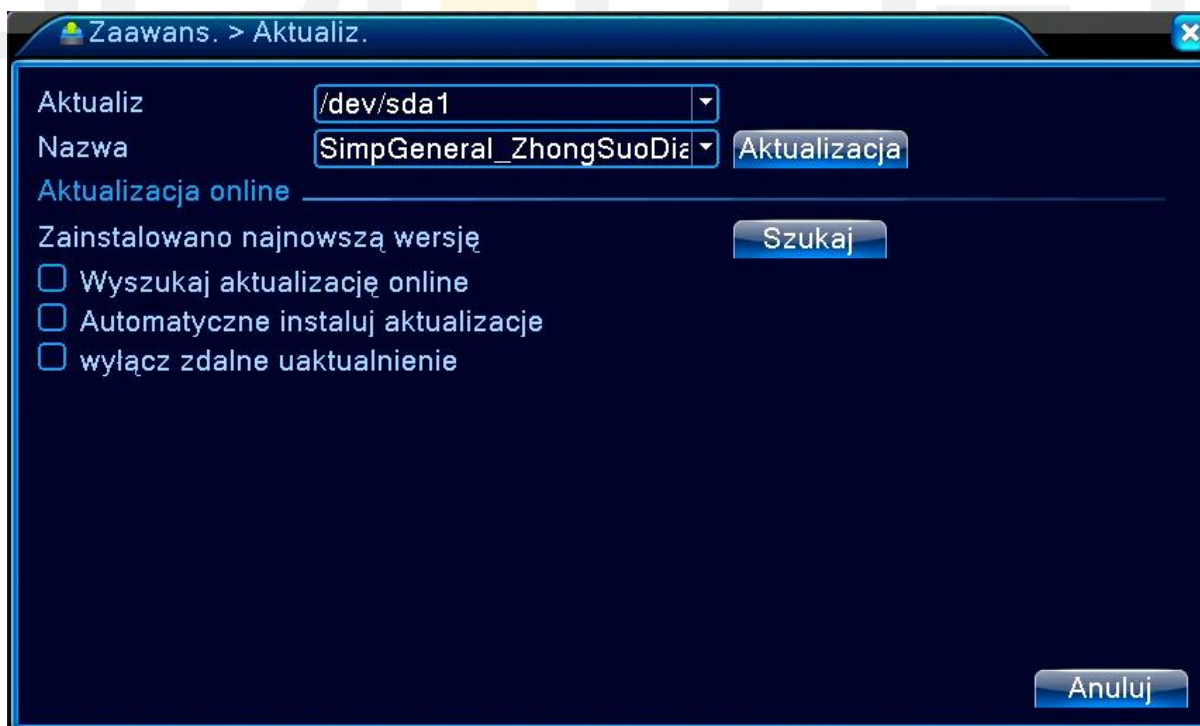 Zaawans. > Aktualiz.
Aktualiz /dev/sda1
Nazwa SimpGeneral_ZhongSuoDia Aktualizacja
Aktualizacja online
Zainstalowano najnowszą wersję Szukaj
Wyszukaj aktualizację online
Automatyczne instaluj aktualizacje
wyłącz zdalne uaktualnienie
Anuluj